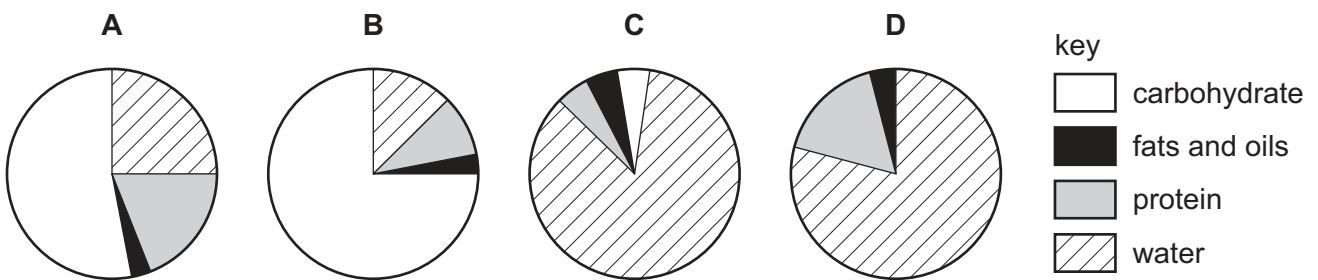 A
B
C
D
key
carbohydrate
fats and oils
protein
water